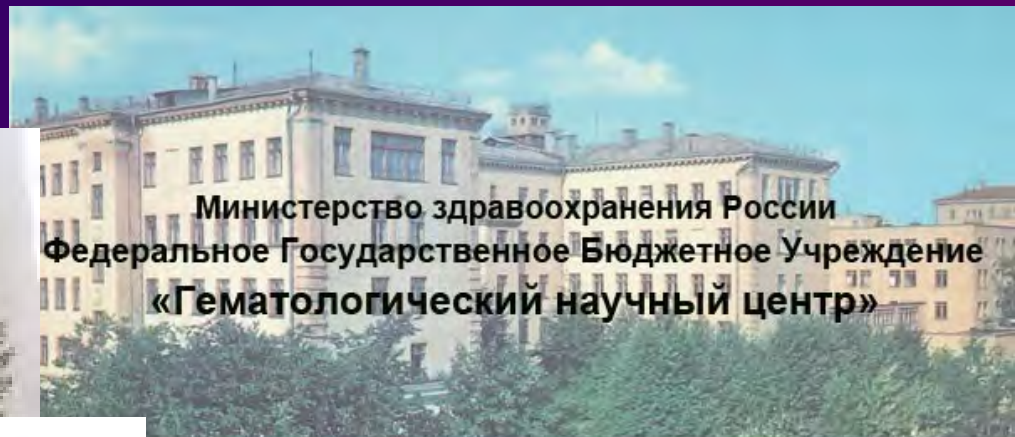 Министерство здравоохранения России
Федеральное Государственное Бюджетное Учреждение
«Гематологический научный центр»